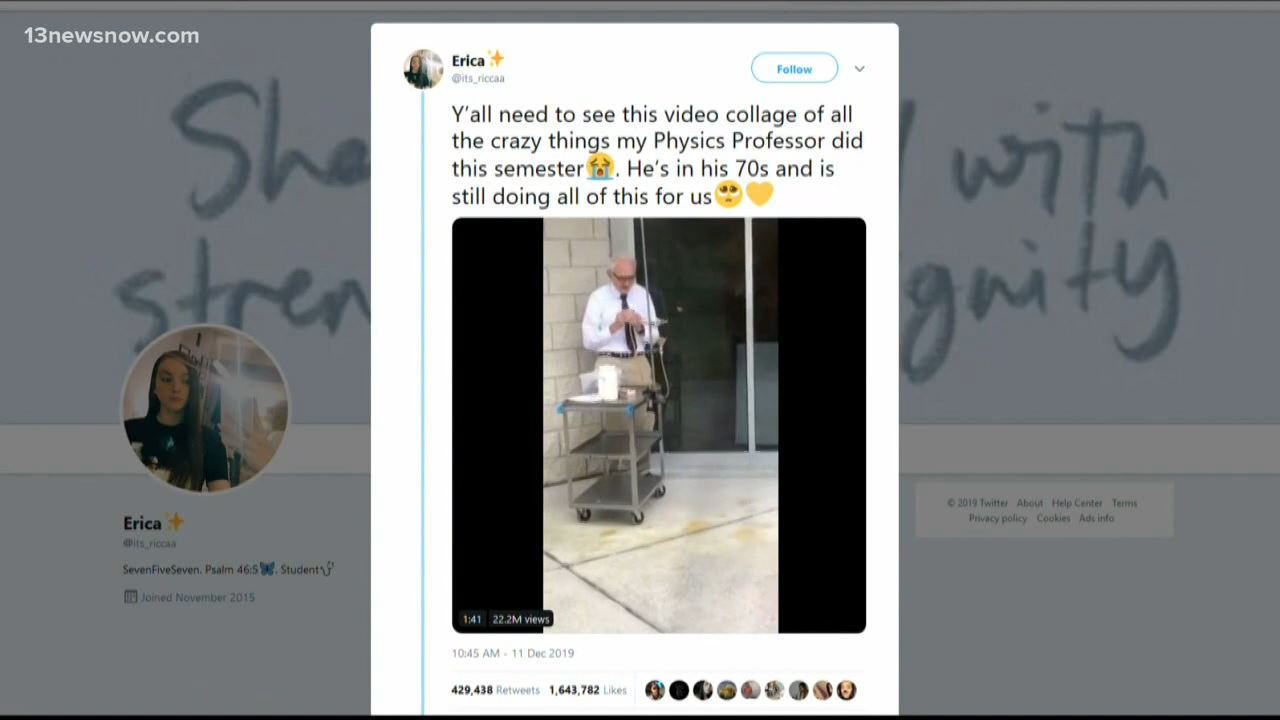 13newsnow.com
Erica✨
@its_riccaa
Follow
Y'all need to see this video collage of all
the crazy things my Physics Professor did
this semester😭. He's in his 70s and is
still doing all of this for us🥺💛
1:41 22.2M views
10:45 AM - 11 Dec 2019
429,438 Retweets 1,643,782 Likes
with
Erica✨
@its_riccaa
SevenFiveSeven. Psalm 46:5🦋. Student🩺
Joined November 2015
© 2019 Twitter About Help Center Terms
Privacy policy Cookies Ads info